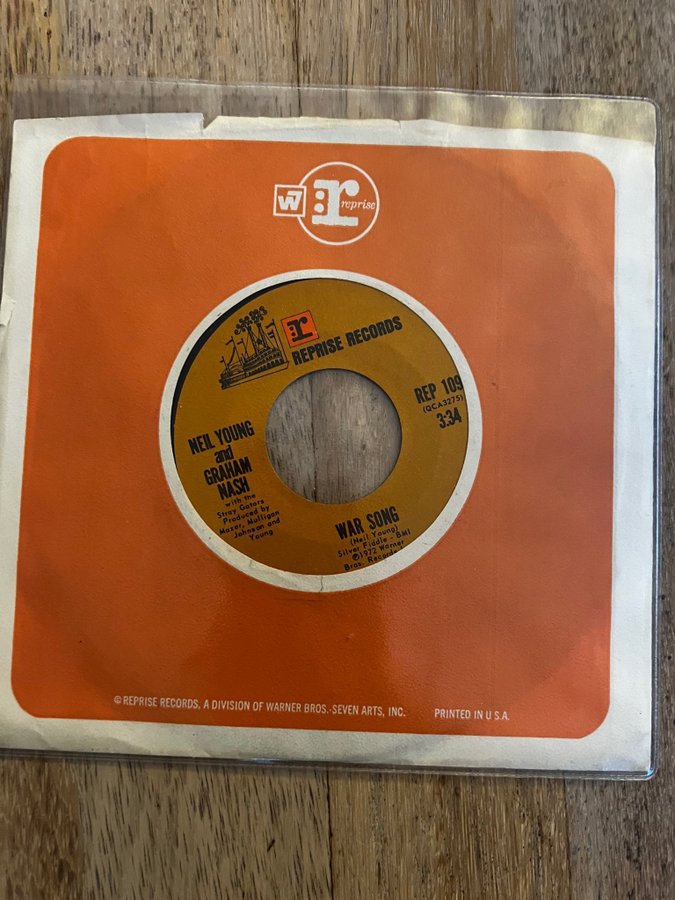 W7
r reprise
r
REPRISE RECORDS
REP 109
(QCA3275)
3:34
NEIL YOUNG
and
GRAHAM
NASH
with the
Stray Gators
Produced by
Mazer, Mulligan
Johnson and
Young
WAR SONG
(Neil Young)
Silver Fiddle - BMI
©1972 Warner
Bros. Records
© REPRISE RECORDS, A DIVISION OF WARNER BROS.-SEVEN ARTS, INC.
PRINTED IN U.S.A.